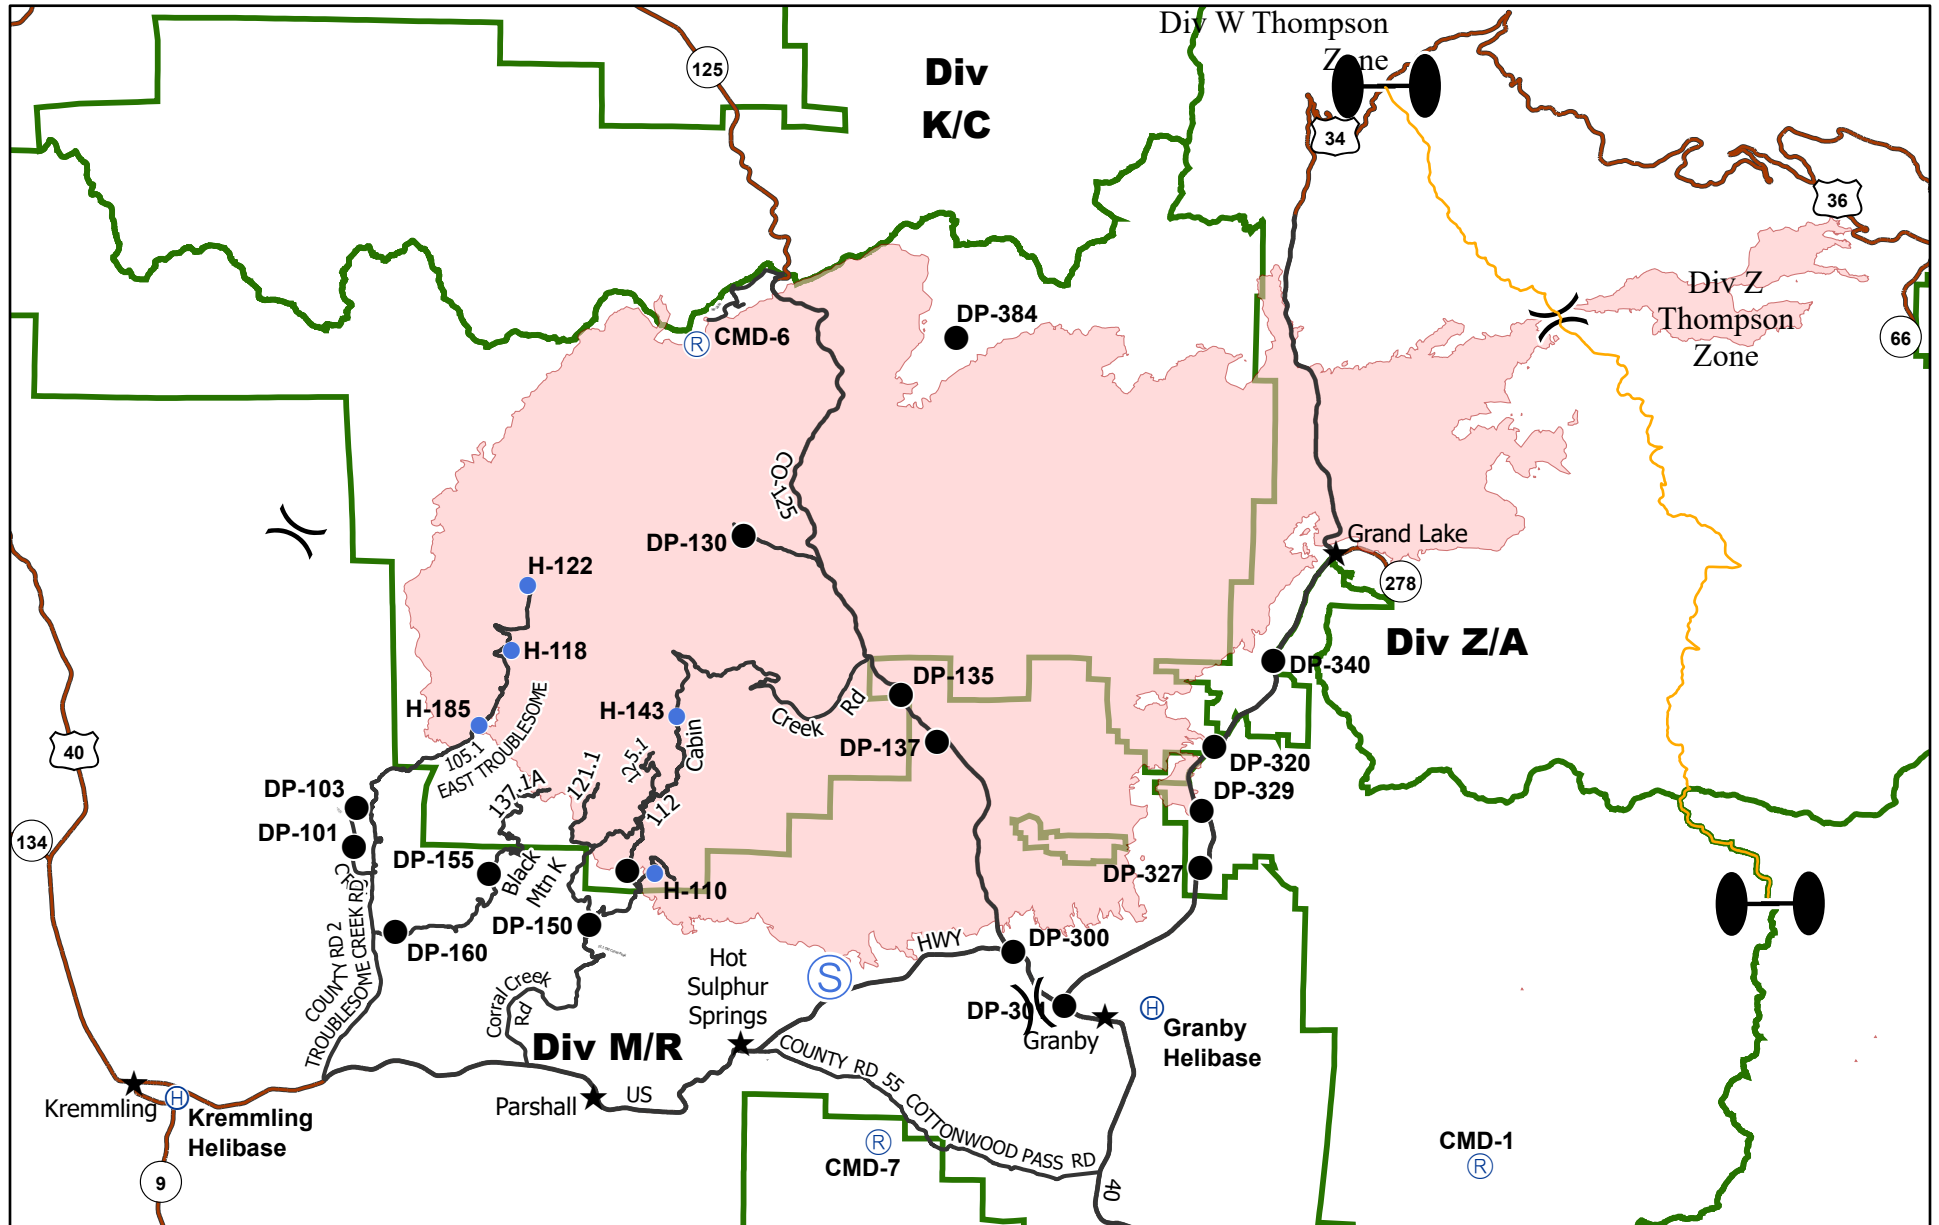 Div W Thompson
Zone
125
Div
K/C
34
36
Div Z
Thompson
Zone
66
DP-384
R
CMD-6
CO-125
DP-130
Grand Lake
278
H-122
H-118
Div Z/A
DP-340
H-185
H-143
Cabin
Creek
Rd
DP-135
DP-137
DP-320
DP-329
DP-327
40
134
105.1
EAST TROUBLESOME
137.1A
121.1
112
DP-103
DP-101
DP-155
Black
Mtn K
H-110
DP-150
DP-160
COUNTY RD 2
TROUBLESOME CREEK RD
Corral Creek
Rd
Hot
Sulphur
Springs
S
HWY
DP-300
DP-301
Granby
H
Granby
Helibase
Div M/R
Kremmling
H
Kremmling
Helibase
9
Parshall
US
COUNTY RD 55 COTTONWOOD PASS RD
R
CMD-7
40
CMD-1
R